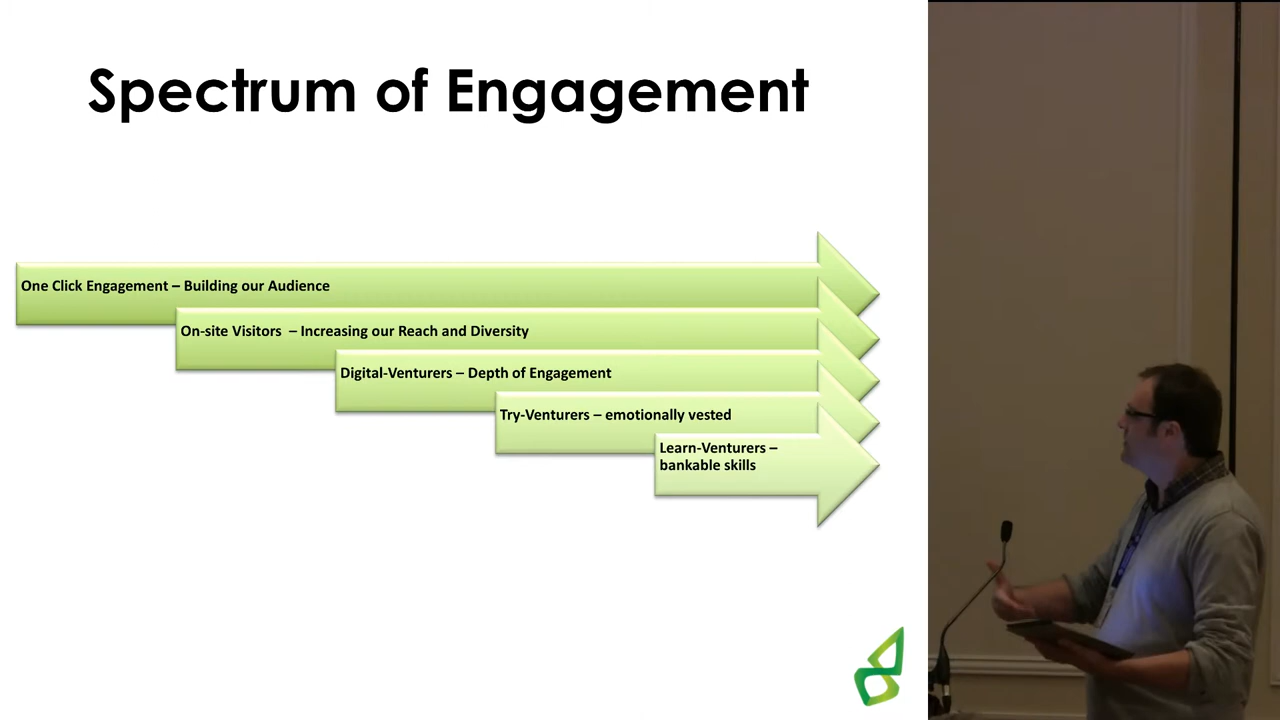 Spectrum of Engagement
One Click Engagement – Building our Audience
On-site Visitors – Increasing our Reach and Diversity
Digital-Venturers – Depth of Engagement
Try-Venturers – emotionally vested
Learn-Venturers –
bankable skills